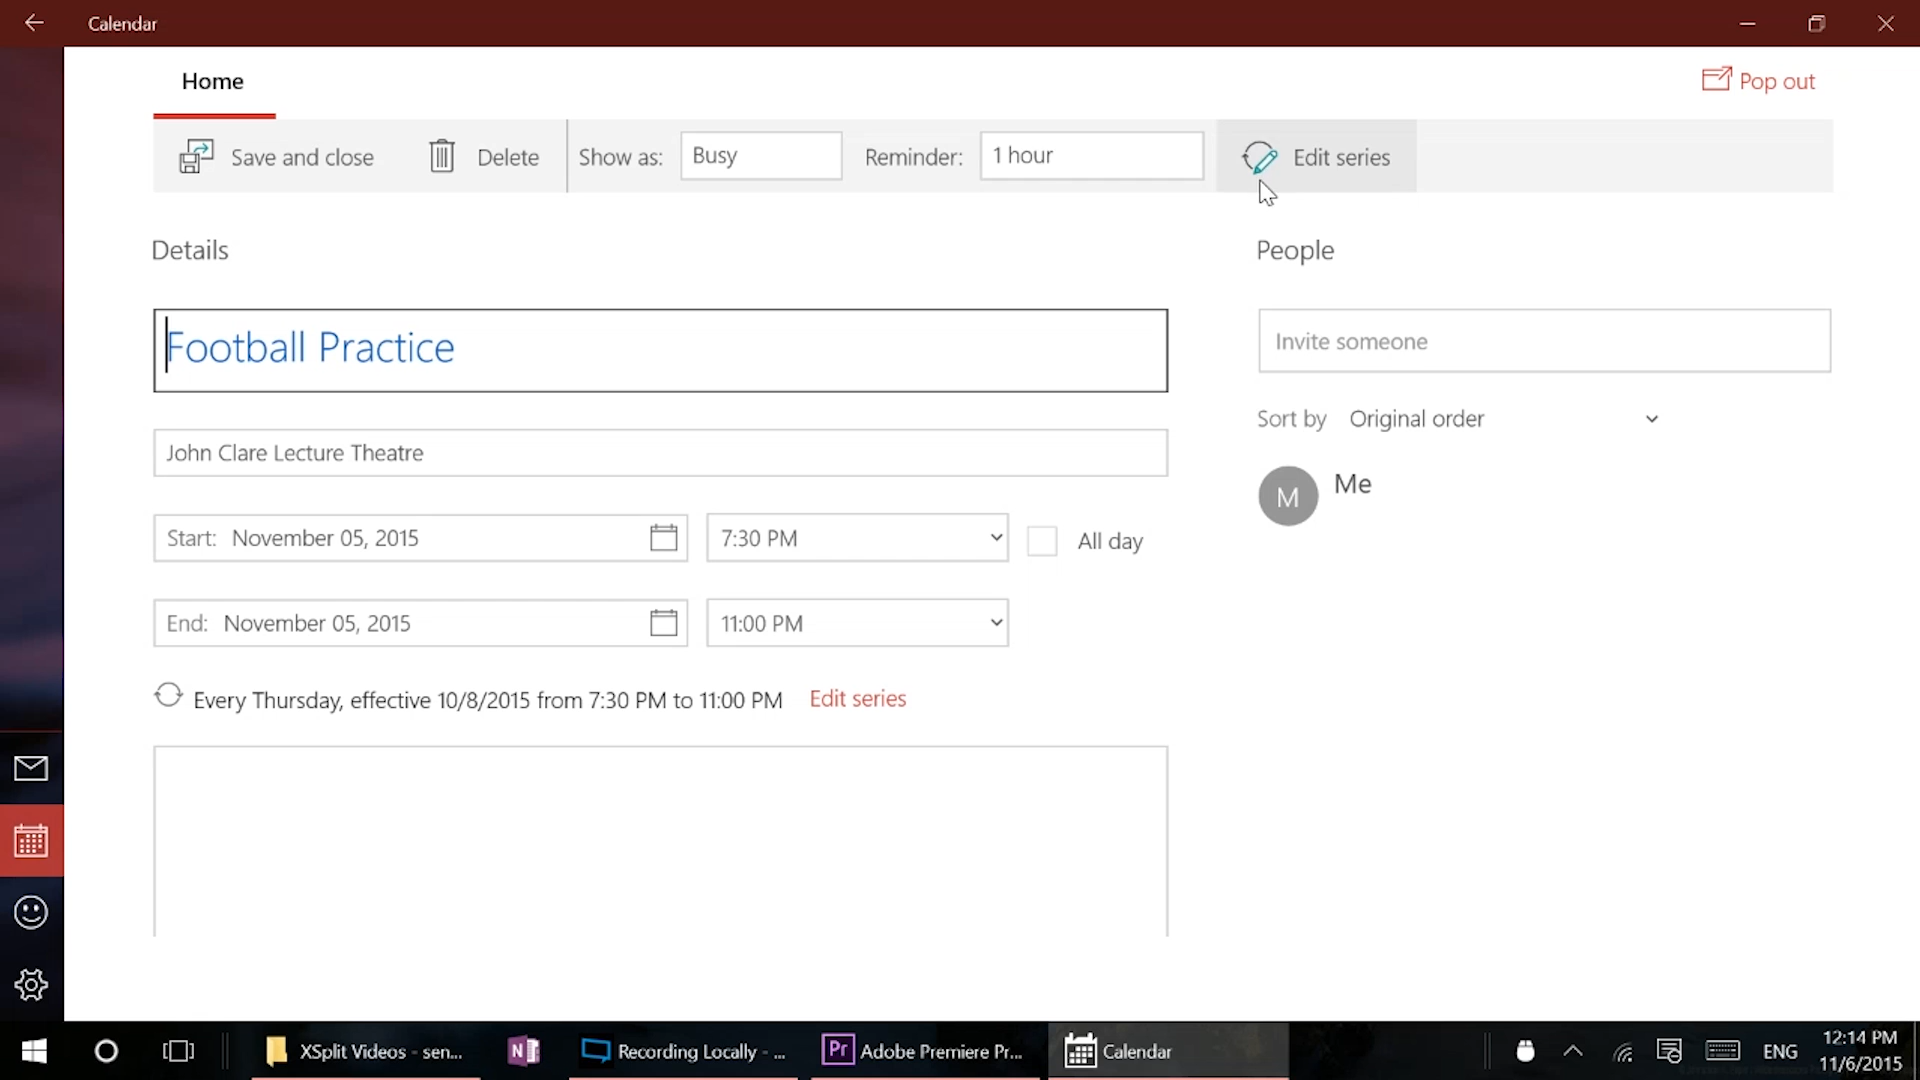 Calendar
Home
Pop out
Save and close
Delete
Show as:
Busy
Reminder:
1 hour
Edit series
Details
People
Football Practice
Invite someone
John Clare Lecture Theatre
Sort by Original order
M Me
Start: November 05, 2015
7:30 PM
All day
End: November 05, 2015
11:00 PM
Every Thursday, effective 10/8/2015 from 7:30 PM to 11:00 PM
Edit series
XSplit Videos - sen...
N
Recording Locally - ...
Pr Adobe Premiere Pr...
Calendar
ENG
12:14 PM
11/6/2015